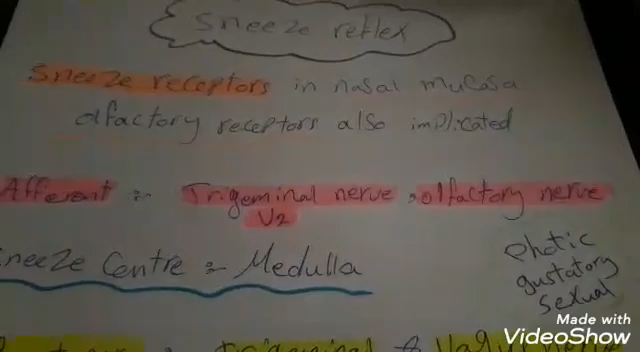 Sneeze reflex
Sneeze receptors in nasal mucosa
olfactory receptors also implicated
Afferent :- Trigeminal nerve, olfactory nerve
V2
Sneeze Centre :- Medulla
photic
gustatory
sexual
trigeminal &
Made with
VideoShow